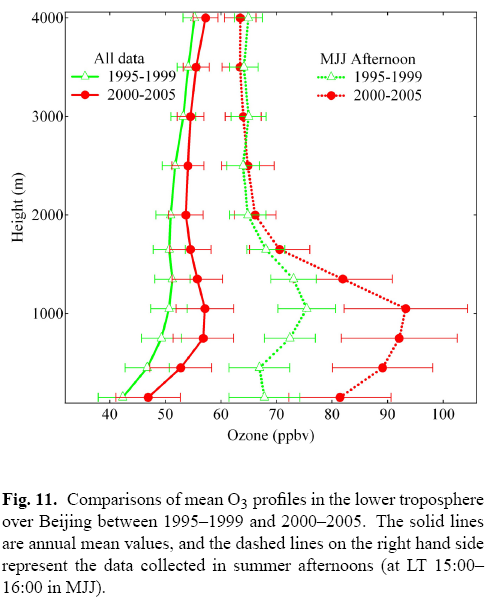 4000
All data
1995-1999
2000-2005
MJJ Afternoon
1995-1999
2000-2005
3000
Height (m)
2000
1000
40 50 60 70 80 90 100
Ozone (ppbv)
Fig. 11. Comparisons of mean O3 profiles in the lower troposphere
over Beijing between 1995–1999 and 2000–2005. The solid lines
are annual mean values, and the dashed lines on the right hand side
represent the data collected in summer afternoons (at LT 15:00–
16:00 in MJJ).